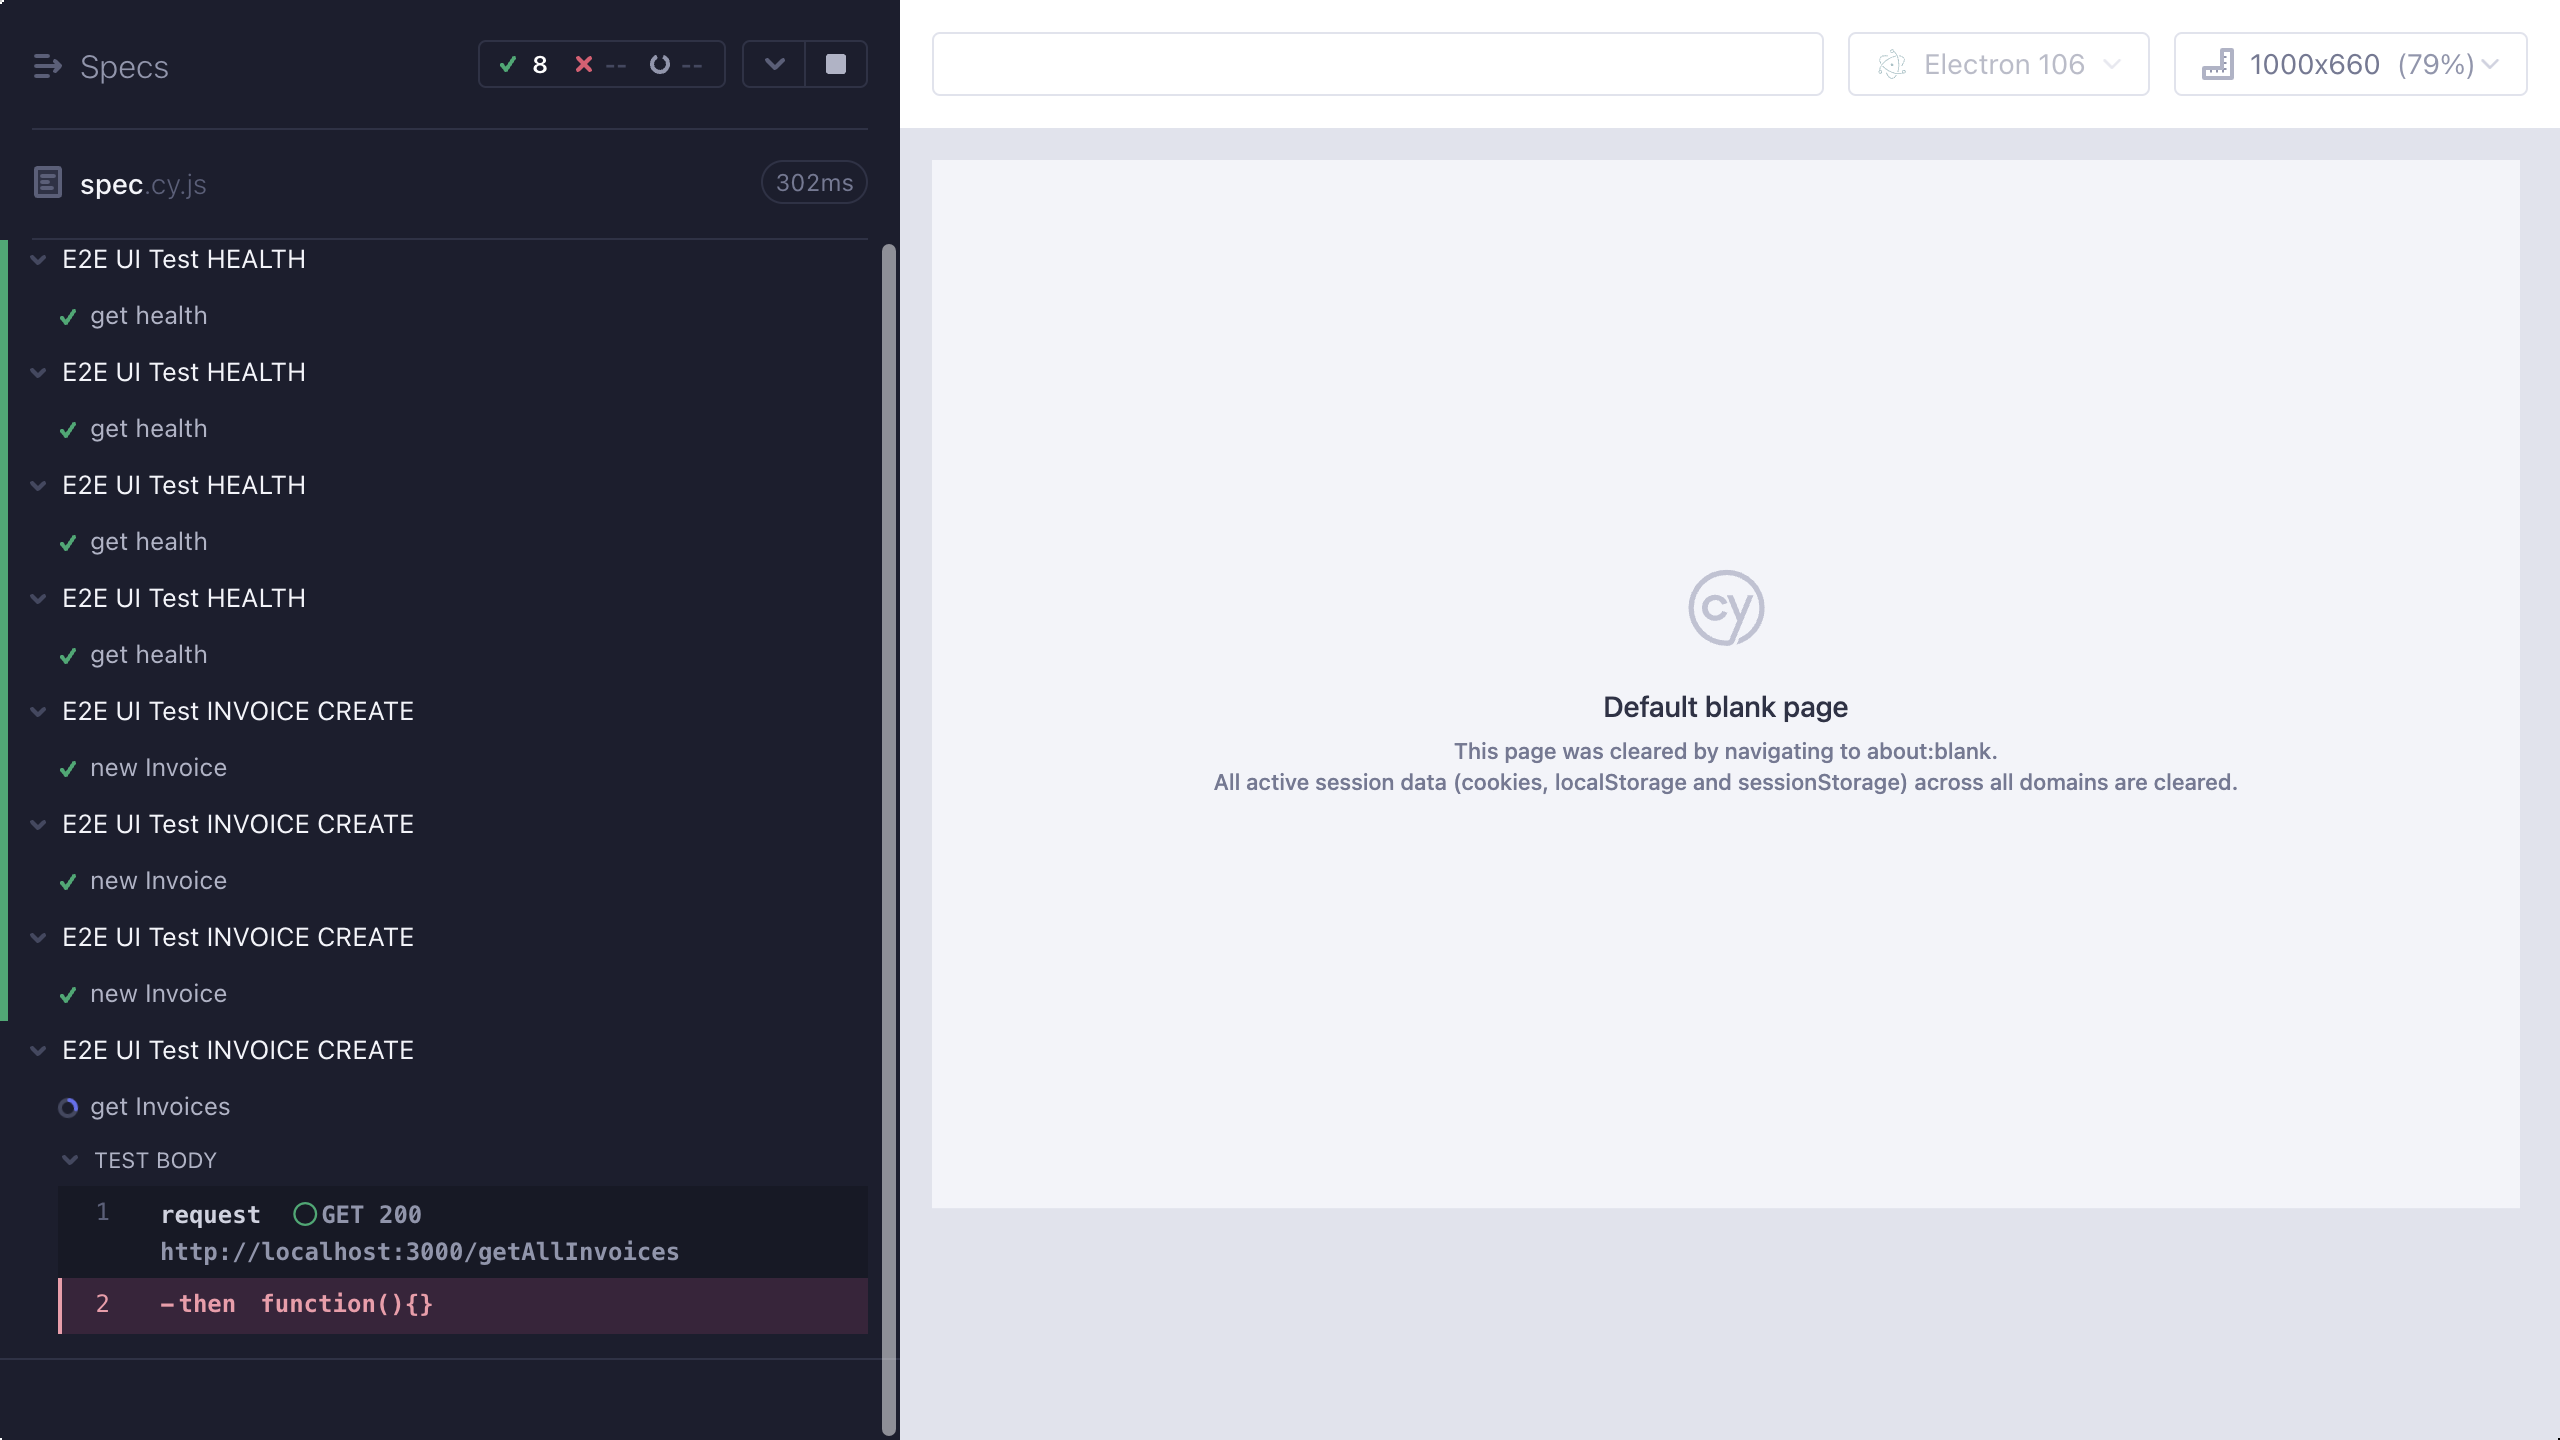 Specs
8 -- --
spec.cy.js
302ms
E2E UI Test HEALTH
get health
E2E UI Test HEALTH
get health
E2E UI Test HEALTH
get health
E2E UI Test HEALTH
get health
E2E UI Test INVOICE CREATE
new Invoice
E2E UI Test INVOICE CREATE
new Invoice
E2E UI Test INVOICE CREATE
new Invoice
E2E UI Test INVOICE CREATE
get Invoices
TEST BODY
1 request GET 200
http://localhost:3000/getAllInvoices
2 -then function(){}
Electron 106
1000x660 (79%)
cy
Default blank page
This page was cleared by navigating to about:blank.
All active session data (cookies, localStorage and sessionStorage) across all domains are cleared.